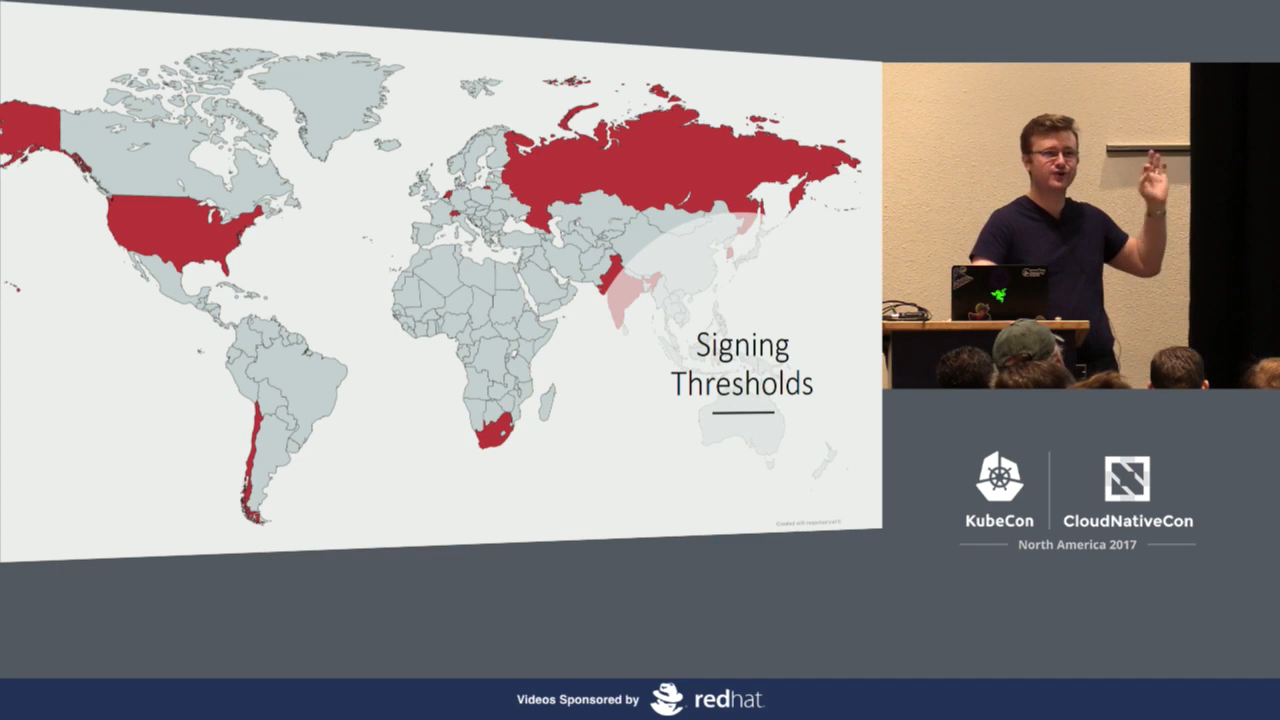 Signing
Thresholds
KubeCon
CloudNativeCon
North America 2017
Videos Sponsored by
redhat